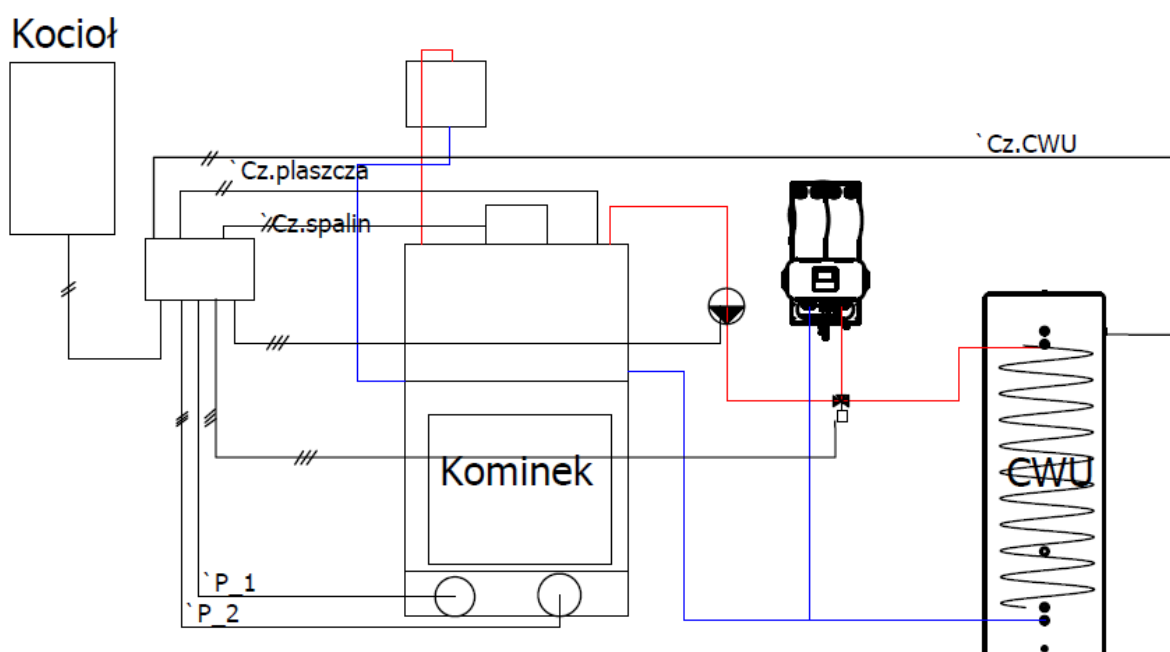 Kocioł
`Cz.CWU
`Cz.plaszcza
`Cz.spalin
Kominek
CWU
`P_1
`P_2